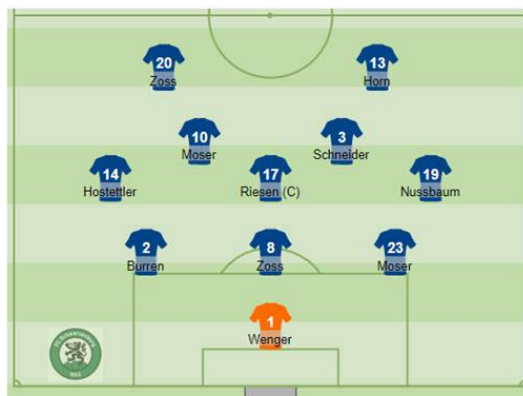 20
Zoss
13
Horn
10
Moser
3
Schneider
14
Hostettler
17
Riesen (C)
19
Nussbaum
2
Burren
8
Zoss
23
Moser
1
Wenger